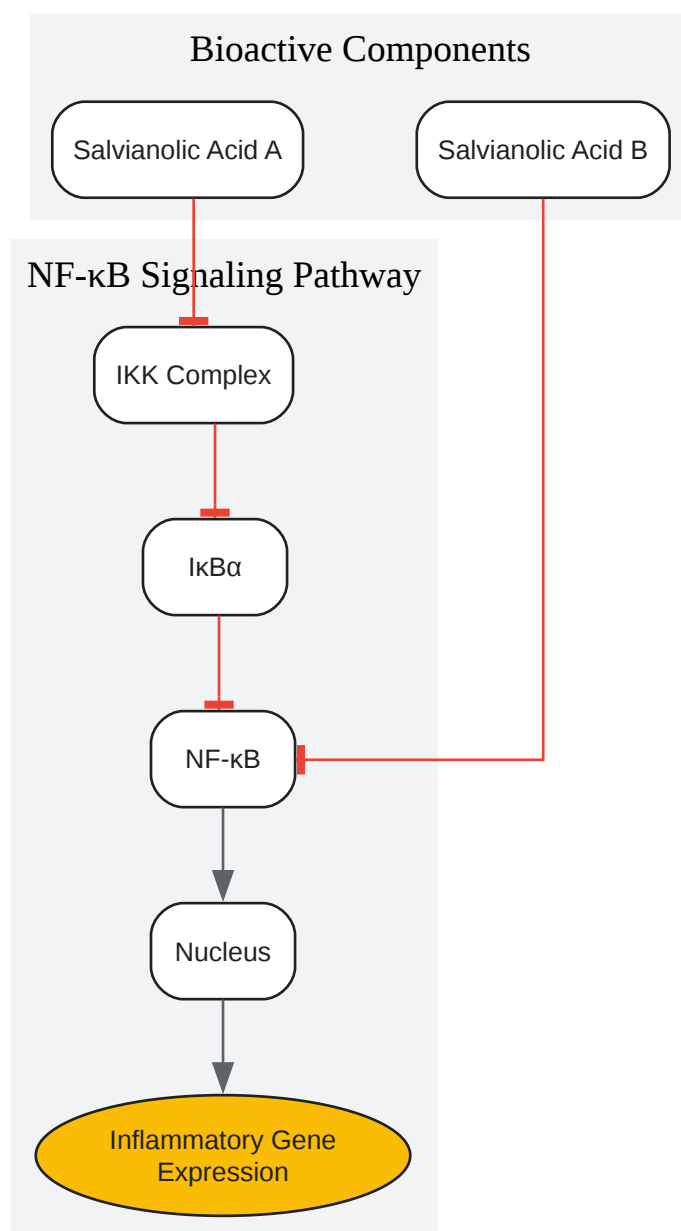 Bioactive Components
Salvianolic Acid A
Salvianolic Acid B
NF-κB Signaling Pathway
IKK Complex
IκBα
NF-κB
Nucleus
Inflammatory Gene
Expression